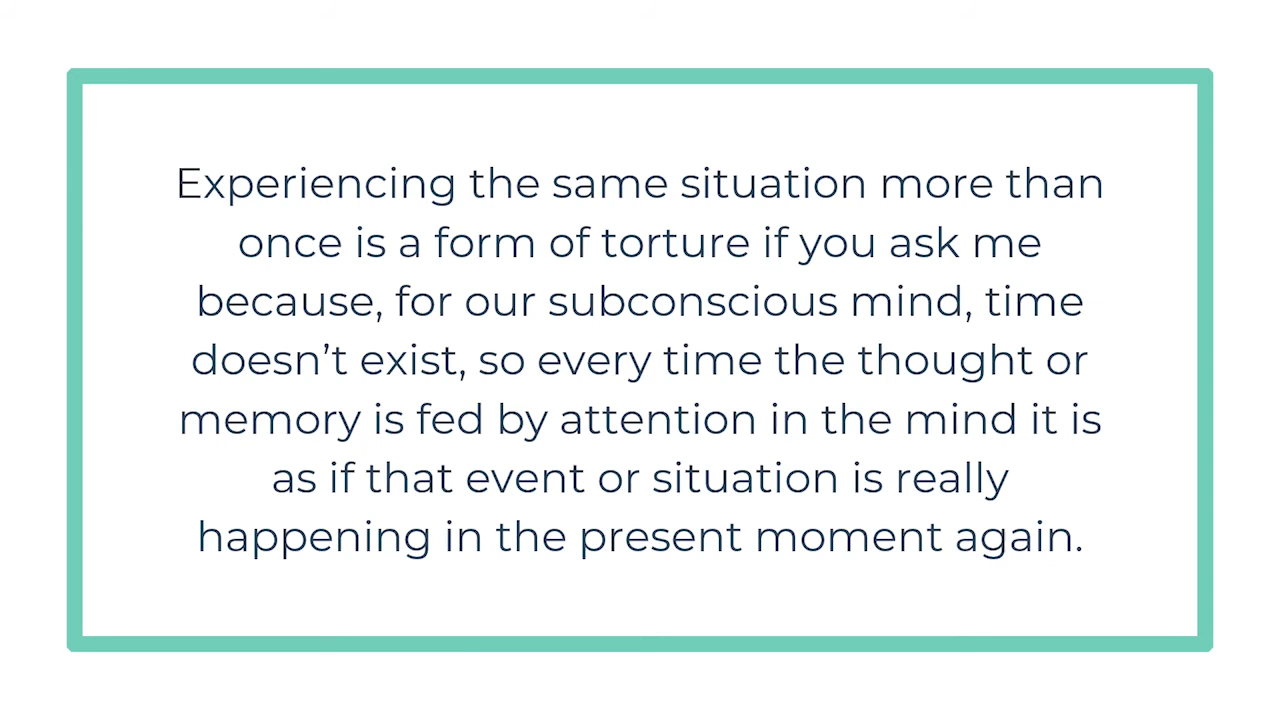 Experiencing the same situation more than
once is a form of torture if you ask me
because, for our subconscious mind, time
doesn’t exist, so every time the thought or
memory is fed by attention in the mind it is
as if that event or situation is really
happening in the present moment again.